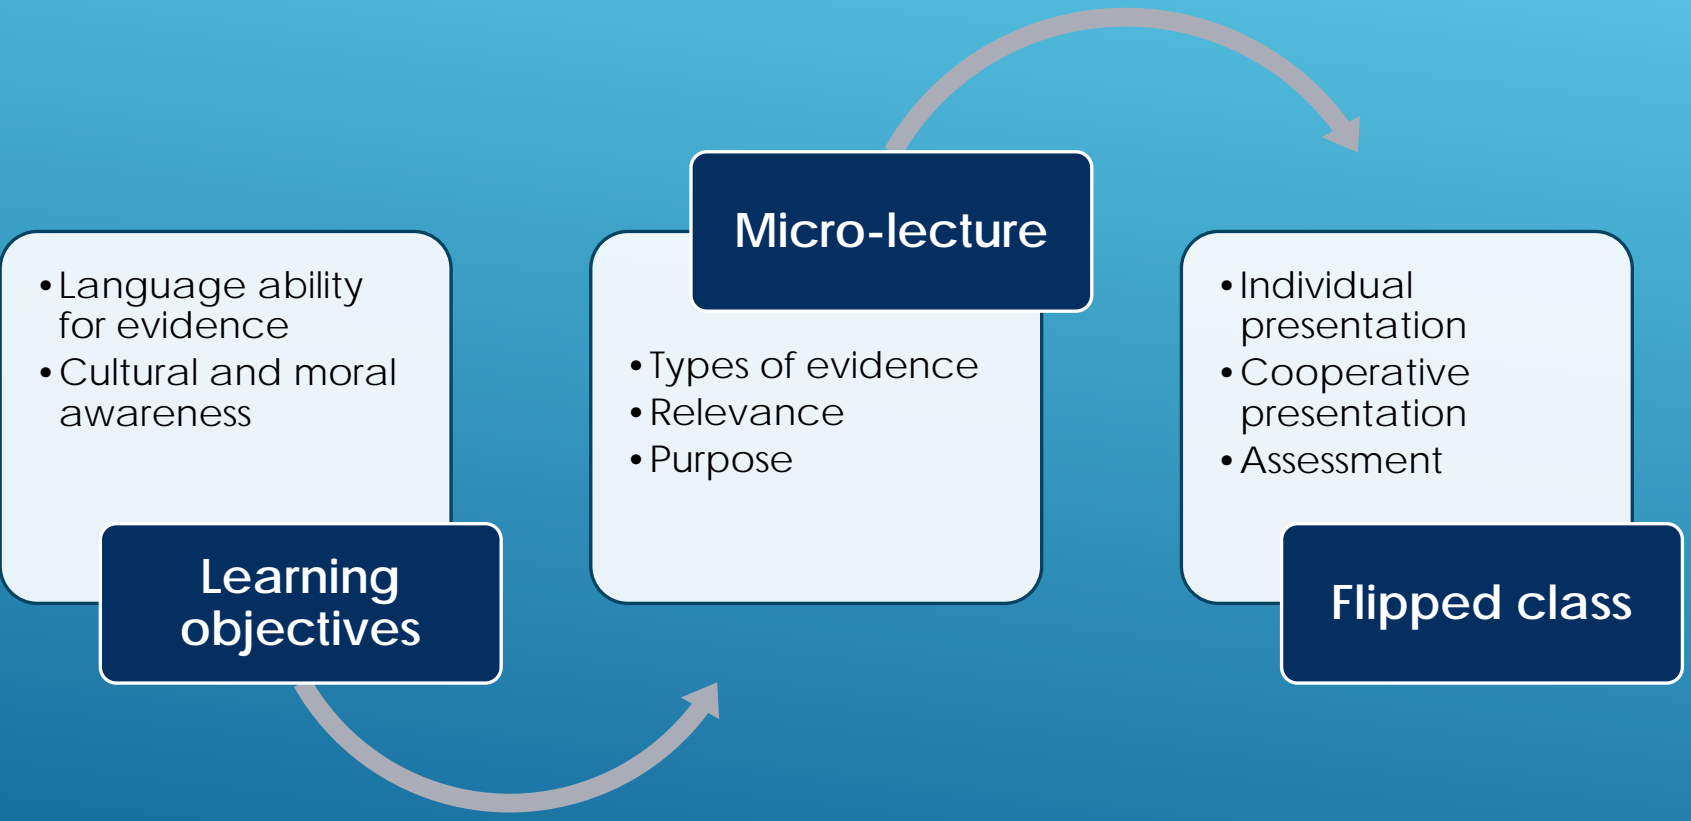 • Language ability
for evidence
• Cultural and moral
awareness
Learning
objectives
Micro-lecture
• Types of evidence
• Relevance
• Purpose
• Individual
presentation
• Cooperative
presentation
• Assessment
Flipped class